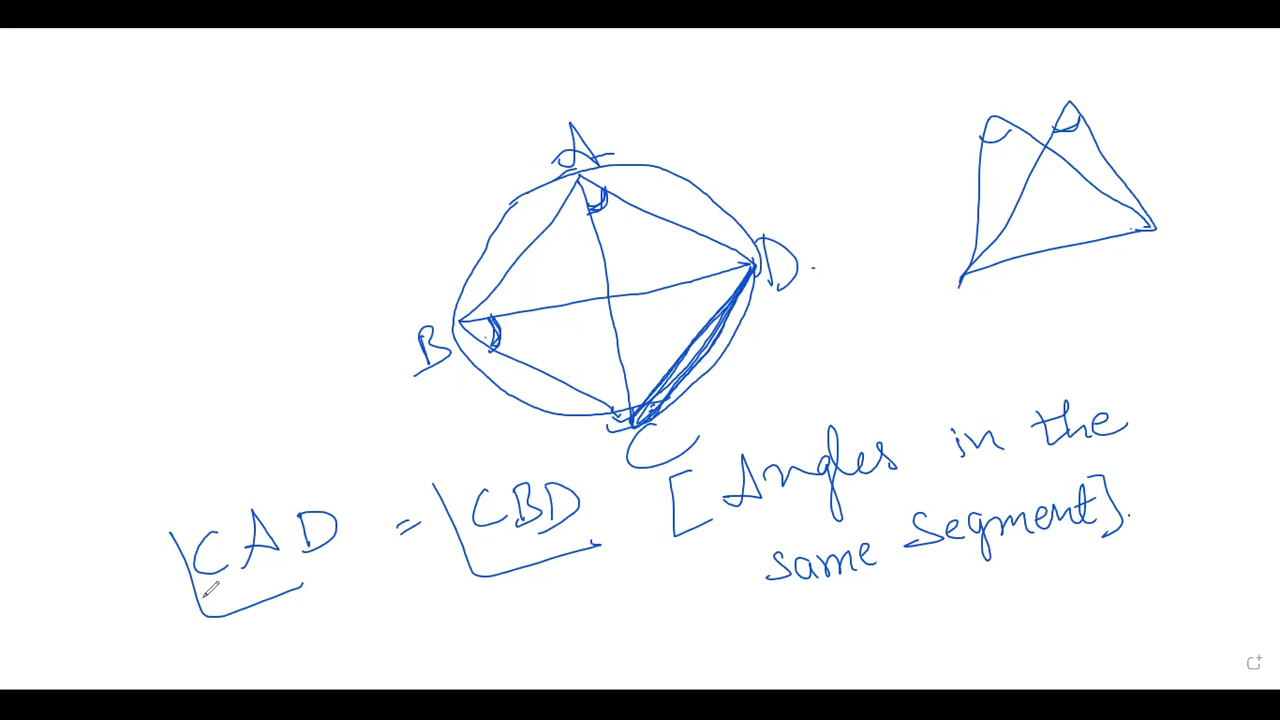 A
D.
B
C
∠CAD = ∠CBD [Angles in the
same segment].